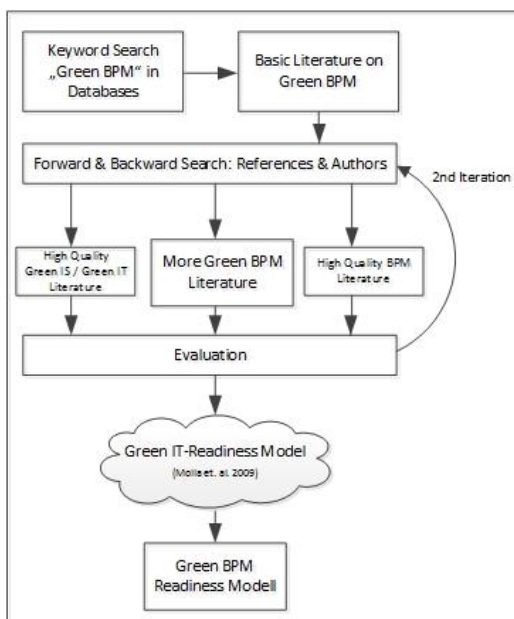 Keyword Search
„Green BPM“ in
Databases
Basic Literature on
Green BPM
Forward & Backward Search: References & Authors
2nd Iteration
High Quality
Green IS / Green IT
Literature
More Green BPM
Literature
High Quality BPM
Literature
Evaluation
Green IT-Readiness Model
(Molla et. al. 2009)
Green BPM
Readiness Modell